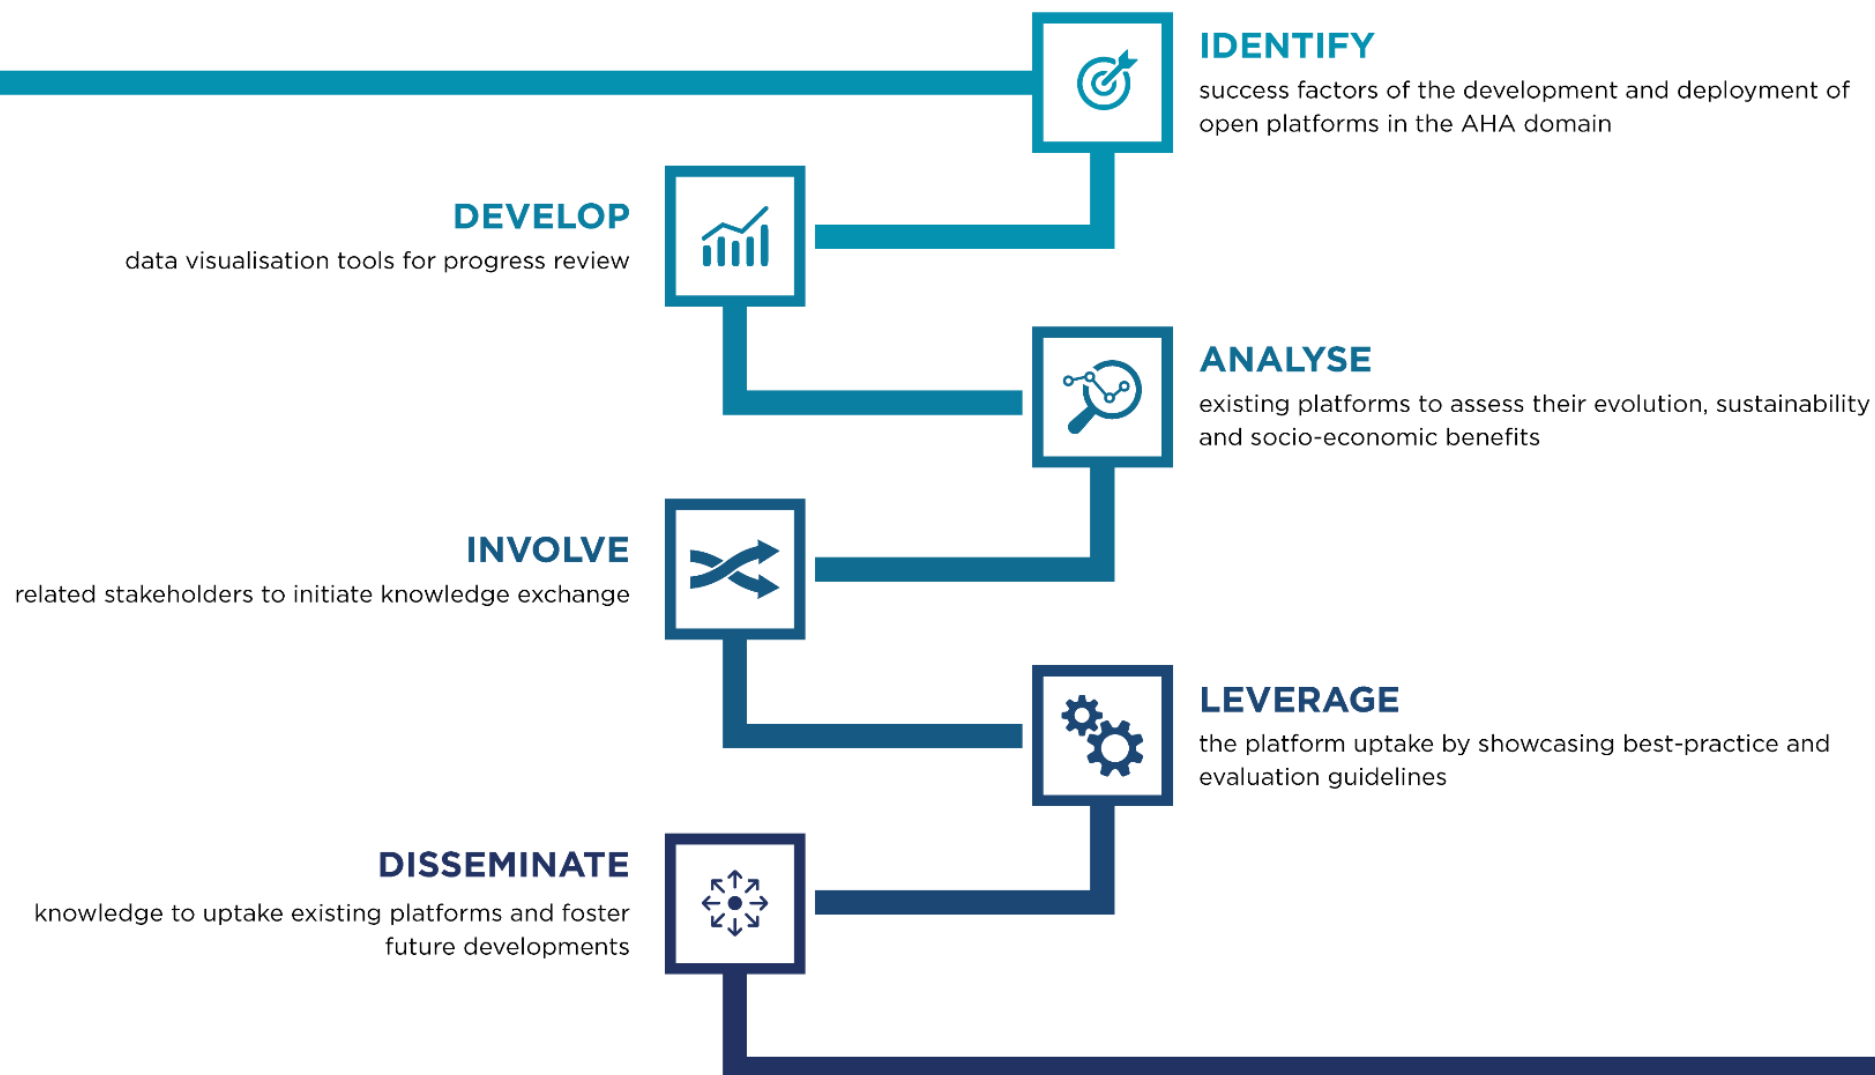 IDENTIFY
success factors of the development and deployment of
open platforms in the AHA domain
DEVELOP
data visualisation tools for progress review
ANALYSE
existing platforms to assess their evolution, sustainability
and socio-economic benefits
INVOLVE
related stakeholders to initiate knowledge exchange
LEVERAGE
the platform uptake by showcasing best-practice and
evaluation guidelines
DISSEMINATE
knowledge to uptake existing platforms and foster
future developments